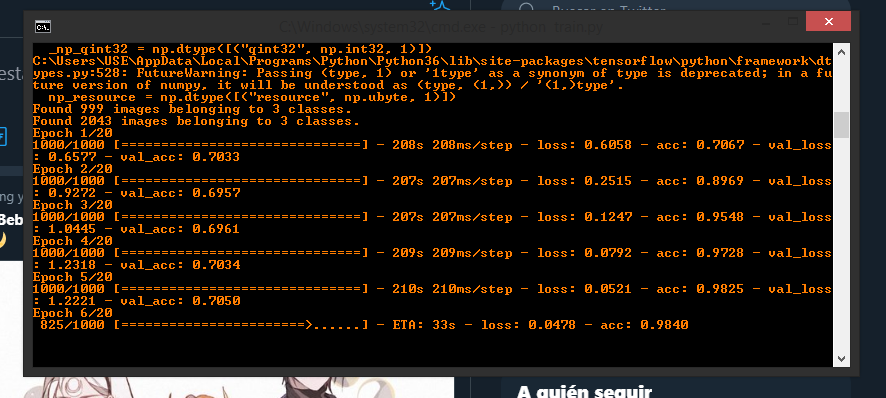 Buscar en Twitter
C:\Windows\system32\cmd.exe - python train.py
_np_qint32 = np.dtype([("qint32", np.int32, 1)])
C:\Users\USE\AppData\Local\Programs\Python\Python36\lib\site-packages\tensorflow\python\framework\dt
ypes.py:528: FutureWarning: Passing (type, 1) or '1type' as a synonym of type is deprecated; in a fu
ture version of numpy, it will be understood as (type, (1,)) / '(1,)type'.
np_resource = np.dtype([("resource", np.ubyte, 1)])
Found 999 images belonging to 3 classes.
Found 2043 images belonging to 3 classes.
Epoch 1/20
1000/1000 [==============================] - 208s 208ms/step - loss: 0.6058 - acc: 0.7067 - val_loss
: 0.6577 - val_acc: 0.7033
Epoch 2/20
1000/1000 [==============================] - 207s 207ms/step - loss: 0.2515 - acc: 0.8969 - val_loss
: 0.9272 - val_acc: 0.6957
Epoch 3/20
1000/1000 [==============================] - 207s 207ms/step - loss: 0.1247 - acc: 0.9548 - val_loss
: 1.0445 - val_acc: 0.6961
Epoch 4/20
1000/1000 [==============================] - 209s 209ms/step - loss: 0.0792 - acc: 0.9728 - val_loss
: 1.2318 - val_acc: 0.7034
Epoch 5/20
1000/1000 [==============================] - 210s 210ms/step - loss: 0.0521 - acc: 0.9825 - val_loss
: 1.2221 - val_acc: 0.7050
Epoch 6/20
825/1000 [=======================>......] - ETA: 33s - loss: 0.0478 - acc: 0.9840
A quién seguir